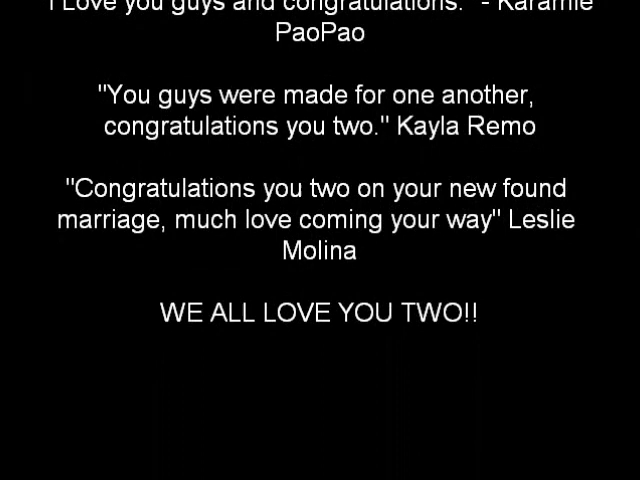 I Love you guys and congratulations." - Karamie
PaoPao
"You guys were made for one another,
congratulations you two." Kayla Remo
"Congratulations you two on your new found
marriage, much love coming your way" Leslie
Molina
WE ALL LOVE YOU TWO!!